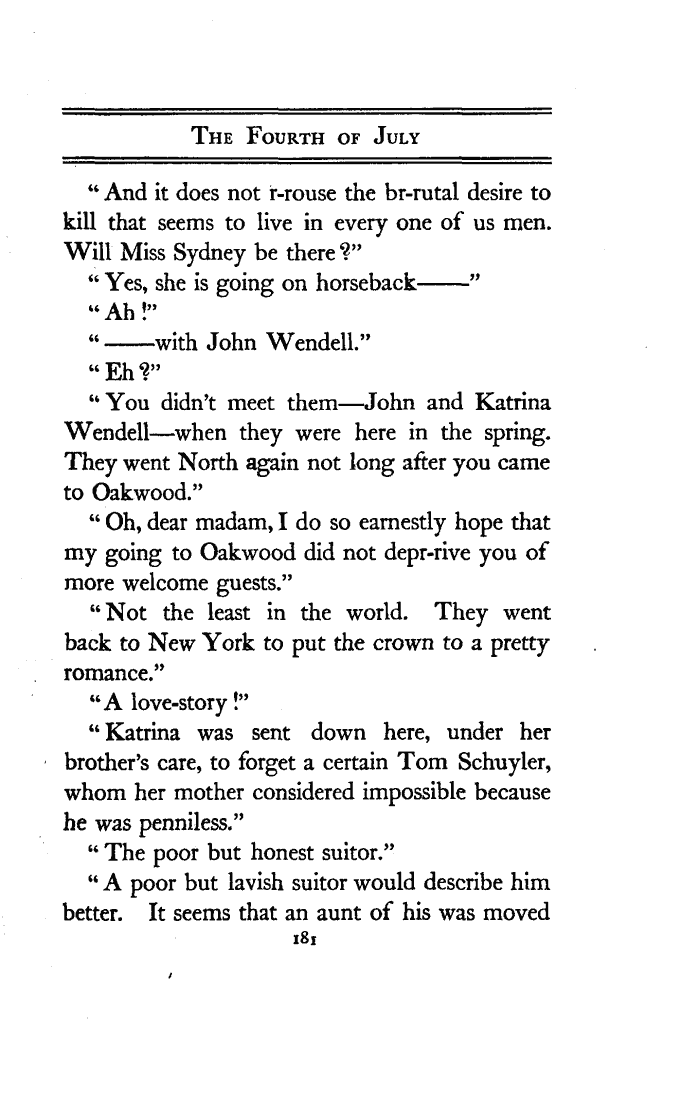 The Fourth of July
“ And it does not r-rouse the br-rutal desire to
kill that seems to live in every one of us men.
Will Miss Sydney be there ?”
“ Yes, she is going on horseback——”
“ Ah !”
“ ——with John Wendell.”
“ Eh ?”
“ You didn’t meet them—John and Katrina
Wendell—when they were here in the spring.
They went North again not long after you came
to Oakwood.”
“ Oh, dear madam, I do so earnestly hope that
my going to Oakwood did not depr-rive you of
more welcome guests.”
“ Not the least in the world. They went
back to New York to put the crown to a pretty
romance.”
“ A love-story !”
“ Katrina was sent down here, under her
brother’s care, to forget a certain Tom Schuyler,
whom her mother considered impossible because
he was penniless.”
“ The poor but honest suitor.”
“ A poor but lavish suitor would describe him
better. It seems that an aunt of his was moved
181